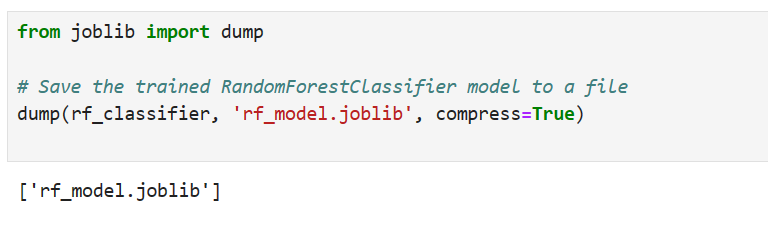 from joblib import dump
# Save the trained RandomForestClassifier model to a file
dump(rf_classifier, 'rf_model.joblib', compress=True)
['rf_model.joblib']